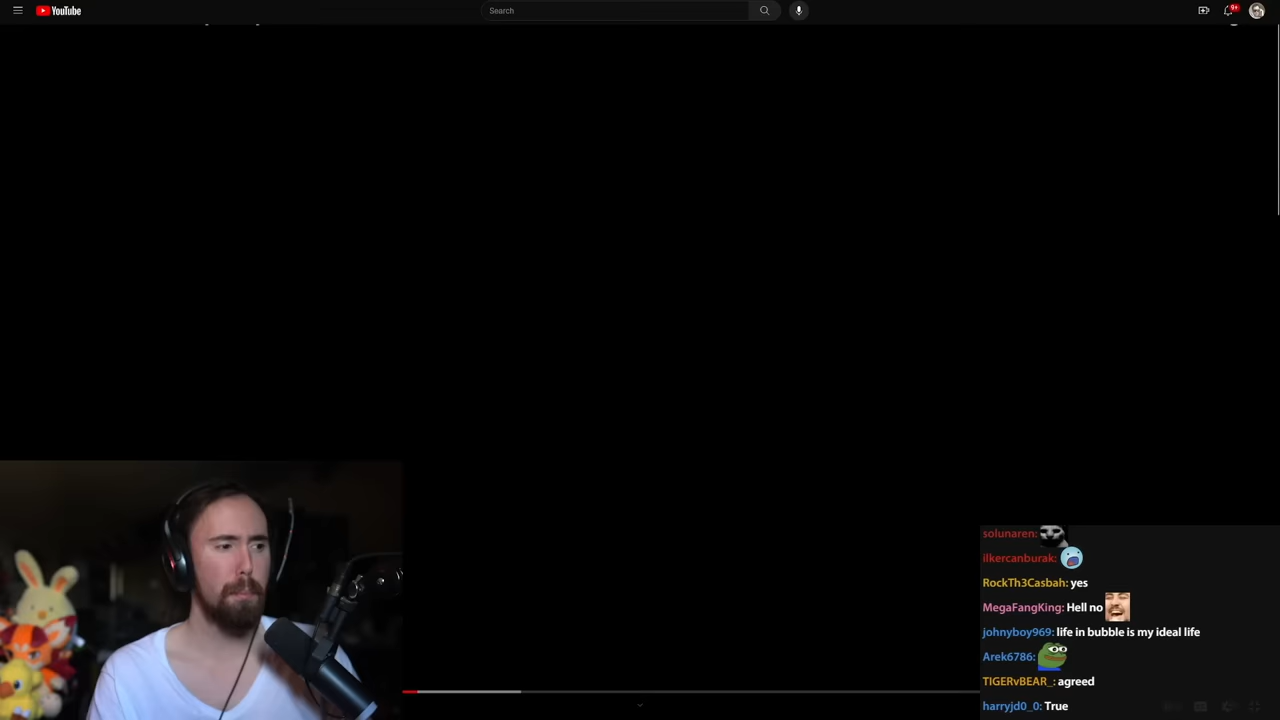 YouTube
Search
9+
solunaren:
ilkercanburak:
RockTh3Casbah: yes
MegaFangKing: Hell no
johnyboy969: life in bubble is my ideal life
Arek6786:
TIGERvBEAR_: agreed
harryjd0_0: True